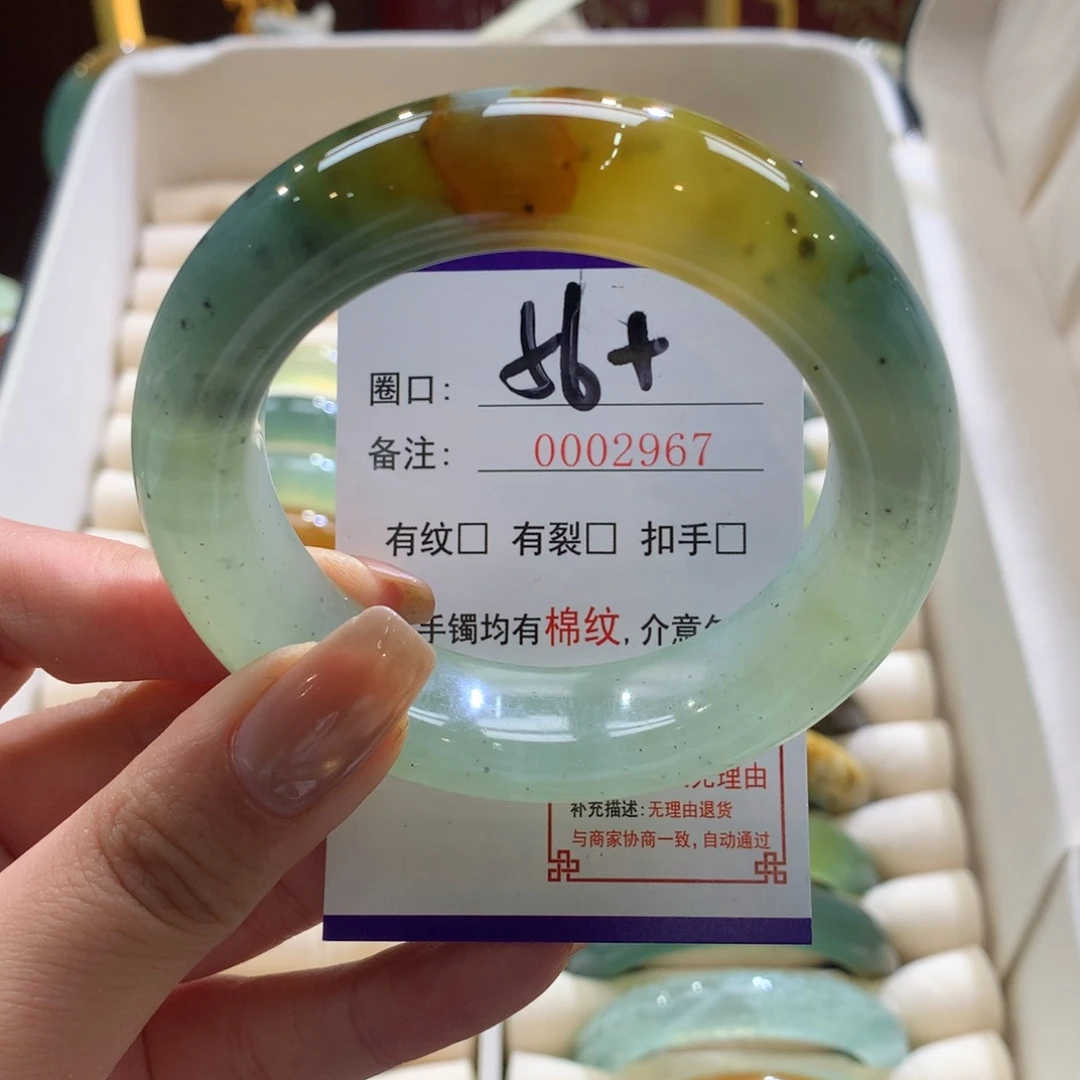 圈口: 56+
备注: 0002967
有纹□ 有裂□ 扣手□
手镯均有棉纹,介意
无理由
补充描述:无理由退货
与商家协商一致,自动通过